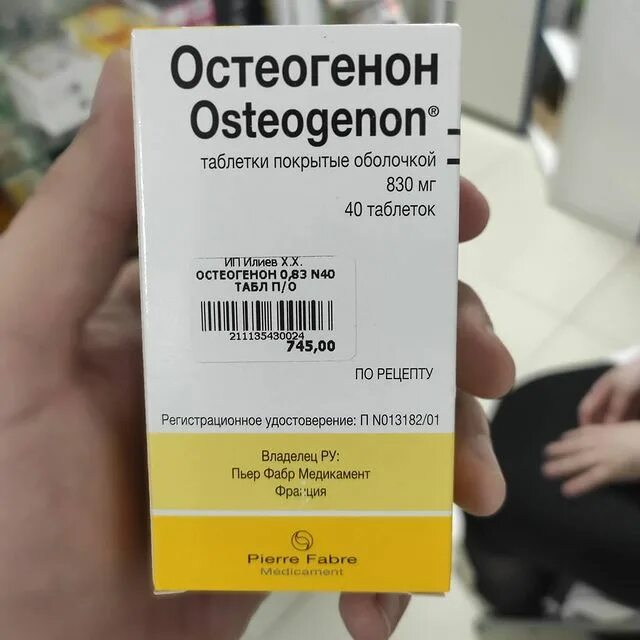 Остеогенон
Osteogenon®
таблетки покрытые оболочкой
830 мг
40 таблеток
ИП Илиев Х.Х.
ОСТЕОГЕНОН 0,83 N40
ТАБЛ П/О
211135430024
745,00
ПО РЕЦЕПТУ
Регистрационное удостоверение: П N013182/01
Владелец РУ:
Пьер Фабр Медикамент
Франция
Pierre Fabre
Médicament